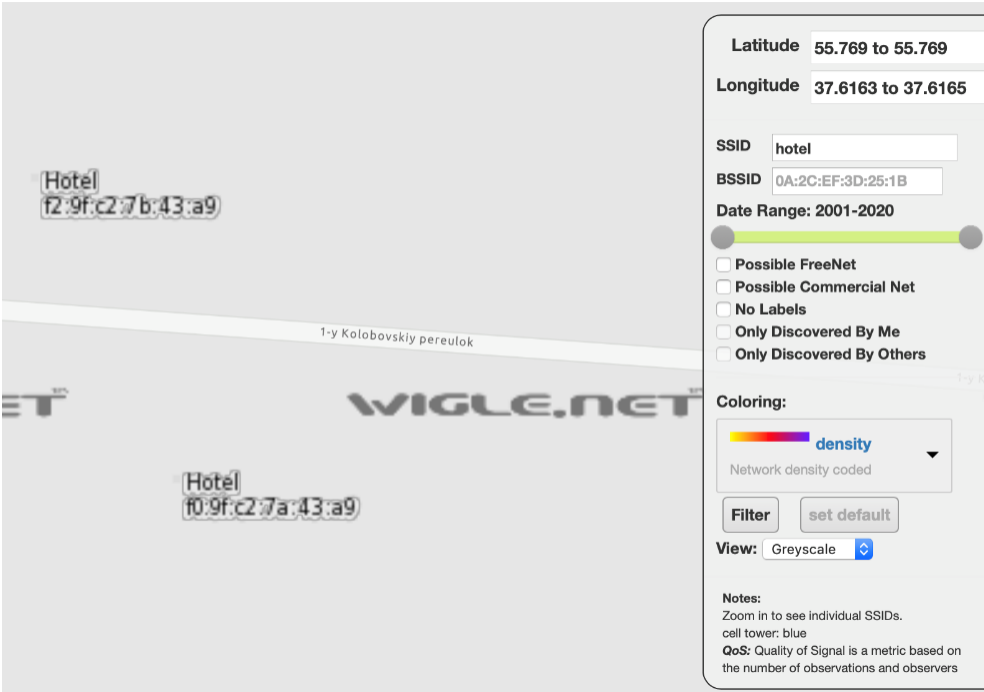 Hotel
f2:9f:c2:7b:43:a9
1-y Kolobovskiy pereulok
WIGLE.NET
Hotel
f0:9f:c2:7a:43:a9
Latitude 55.769 to 55.769
Longitude 37.6163 to 37.6165
SSID hotel
BSSID 0A:2C:EF:3D:25:1B
Date Range: 2001-2020
Possible FreeNet
Possible Commercial Net
No Labels
Only Discovered By Me
Only Discovered By Others
1-y K
Coloring:
density
Network density coded
Filter set default
View: Greyscale
Notes:
Zoom in to see individual SSIDs.
cell tower: blue
QoS: Quality of Signal is a metric based on
the number of observations and observers